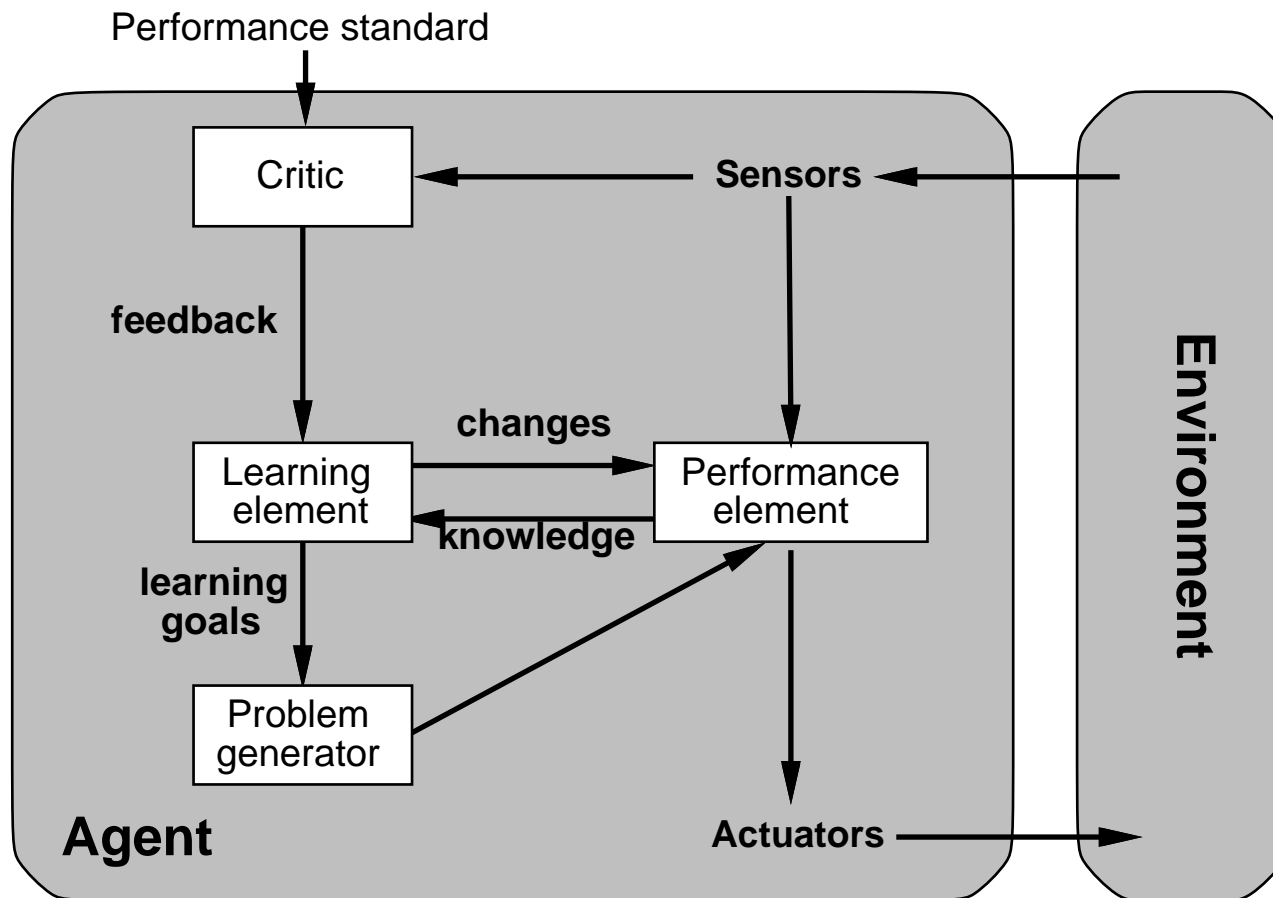 Performance standard
Critic
Sensors
feedback
changes
Learning
element
Performance
element
knowledge
learning
goals
Problem
generator
Agent
Actuators
Environment